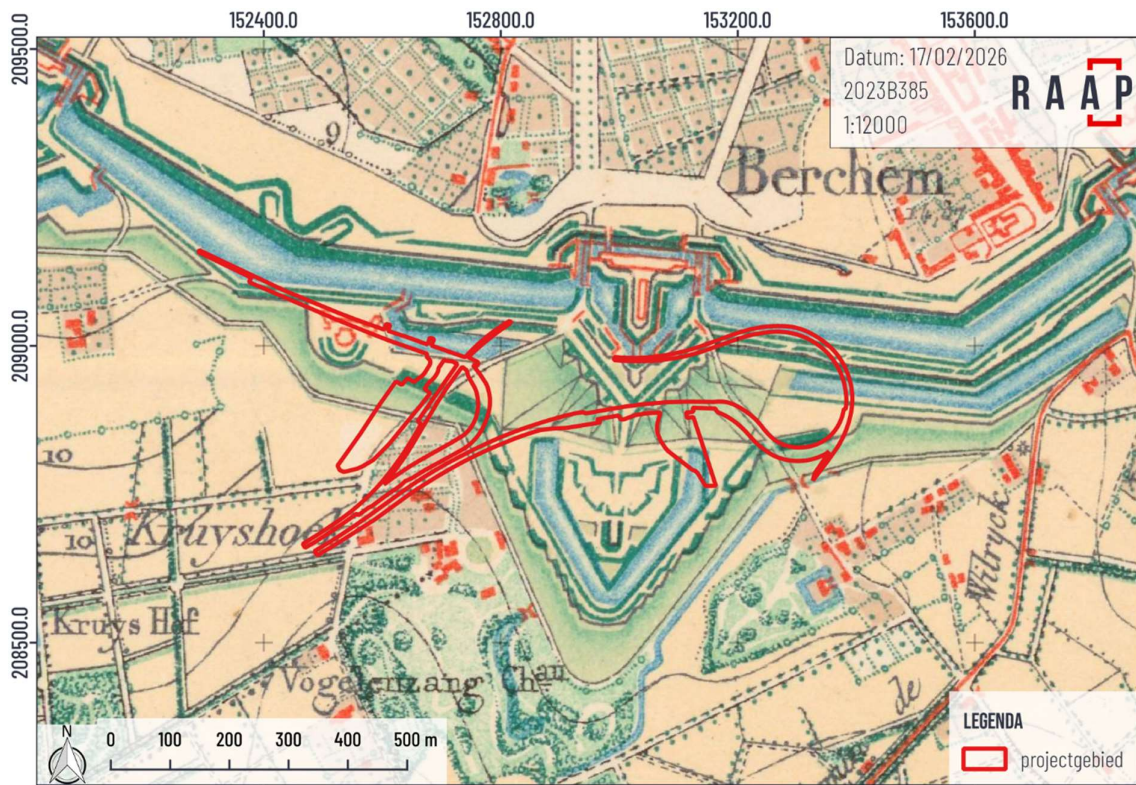 152400.0 152800.0 153200.0 153600.0
209500.0
209000.0
208500.0
Datum: 17/02/2026
2023B385
1:12000
RAAP
9
Berchem
10
Kruyshoek
10
Kruys Hof
Wilryck
de
Vogelenzang Chau
N
0 100 200 300 400 500 m
LEGENDA
projectgebied